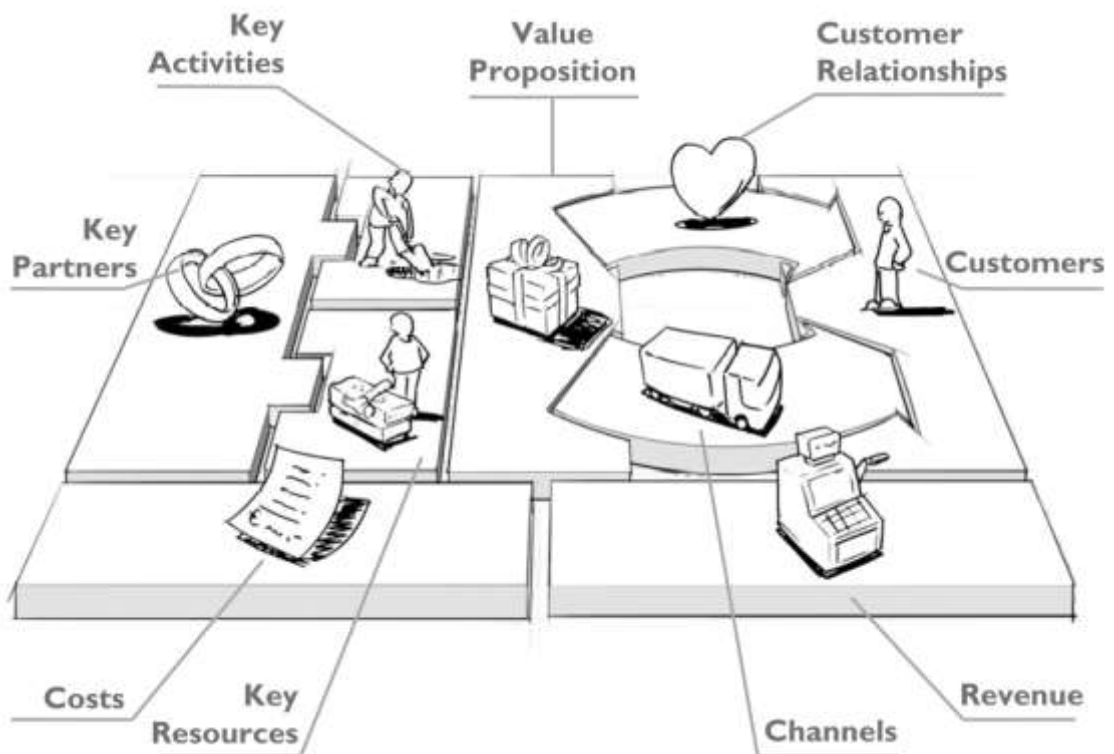 Key
Activities
Value
Proposition
Customer
Relationships
Key
Partners
Customers
Costs
Key
Resources
Channels
Revenue